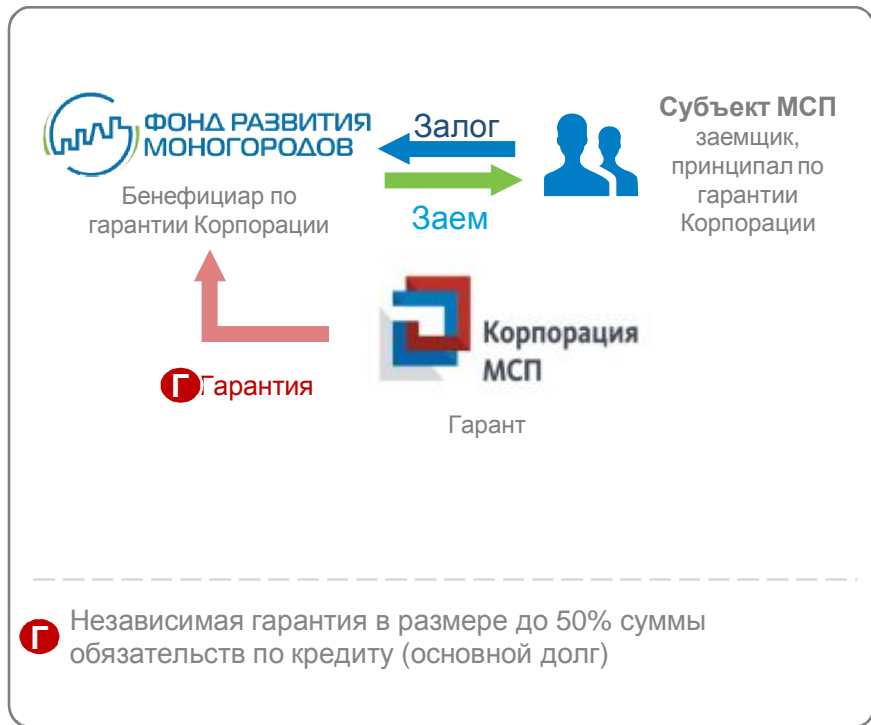 ФОНД РАЗВИТИЯ
МОНОГОРОДОВ
Бенефициар по
гарантии Корпорации
Залог
Заем
Субъект МСП
заемщик,
принципал по
гарантии
Корпорации
Г Гарантия
Корпорация
МСП
Гарант
Г Независимая гарантия в размере до 50% суммы
обязательств по кредиту (основной долг)